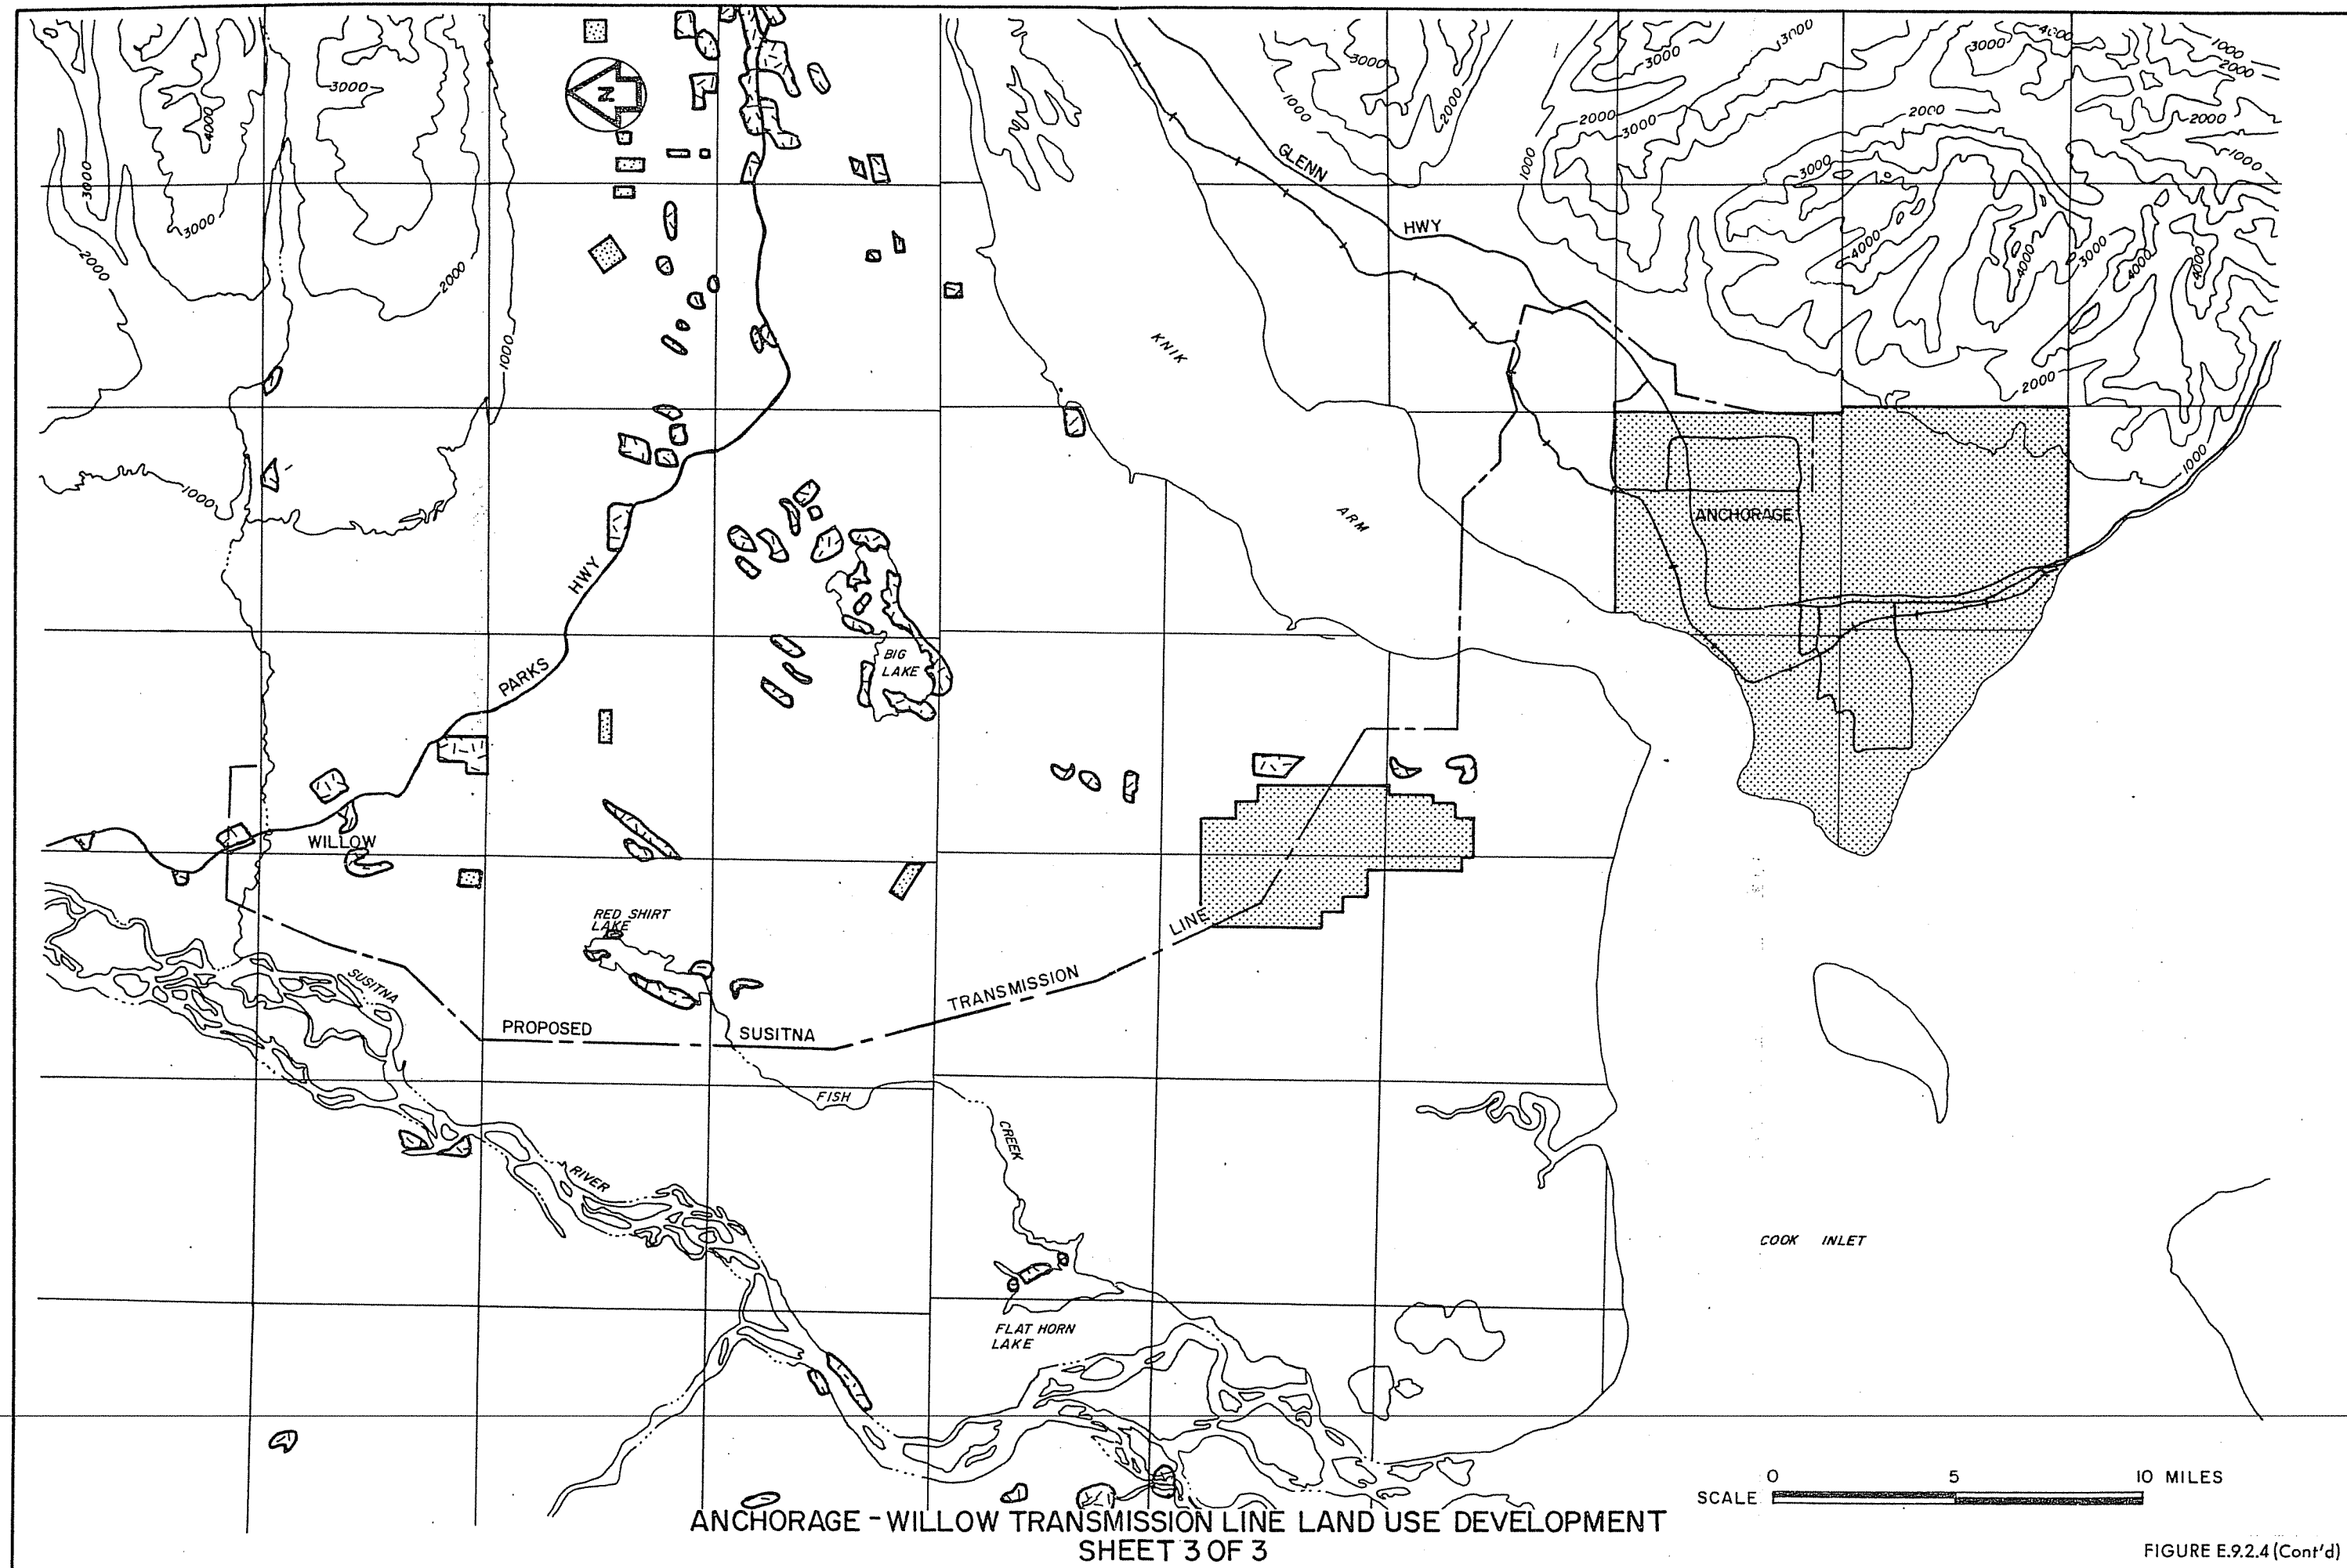 N
3000
4000
3000
3000
2000
3000
2000
1000
1000
GLENN
HWY
KNIK
ARM
3000
1000
2000
1000
2000
3000
3000
3000
2000
3000
4000
2000
3000
4000
4000
3000
4000
4000
1000
2000
2000
1000
2000
1000
ANCHORAGE
PARKS
HWY
BIG
LAKE
WILLOW
RED SHIRT
LAKE
SUSITNA
RIVER
PROPOSED
SUSITNA
TRANSMISSION
LINE
FISH
CREEK
FLAT HORN
LAKE
COOK INLET
SCALE
0
5
10 MILES
ANCHORAGE - WILLOW TRANSMISSION LINE LAND USE DEVELOPMENT
SHEET 3 OF 3
FIGURE E.9.2.4 (Cont'd)